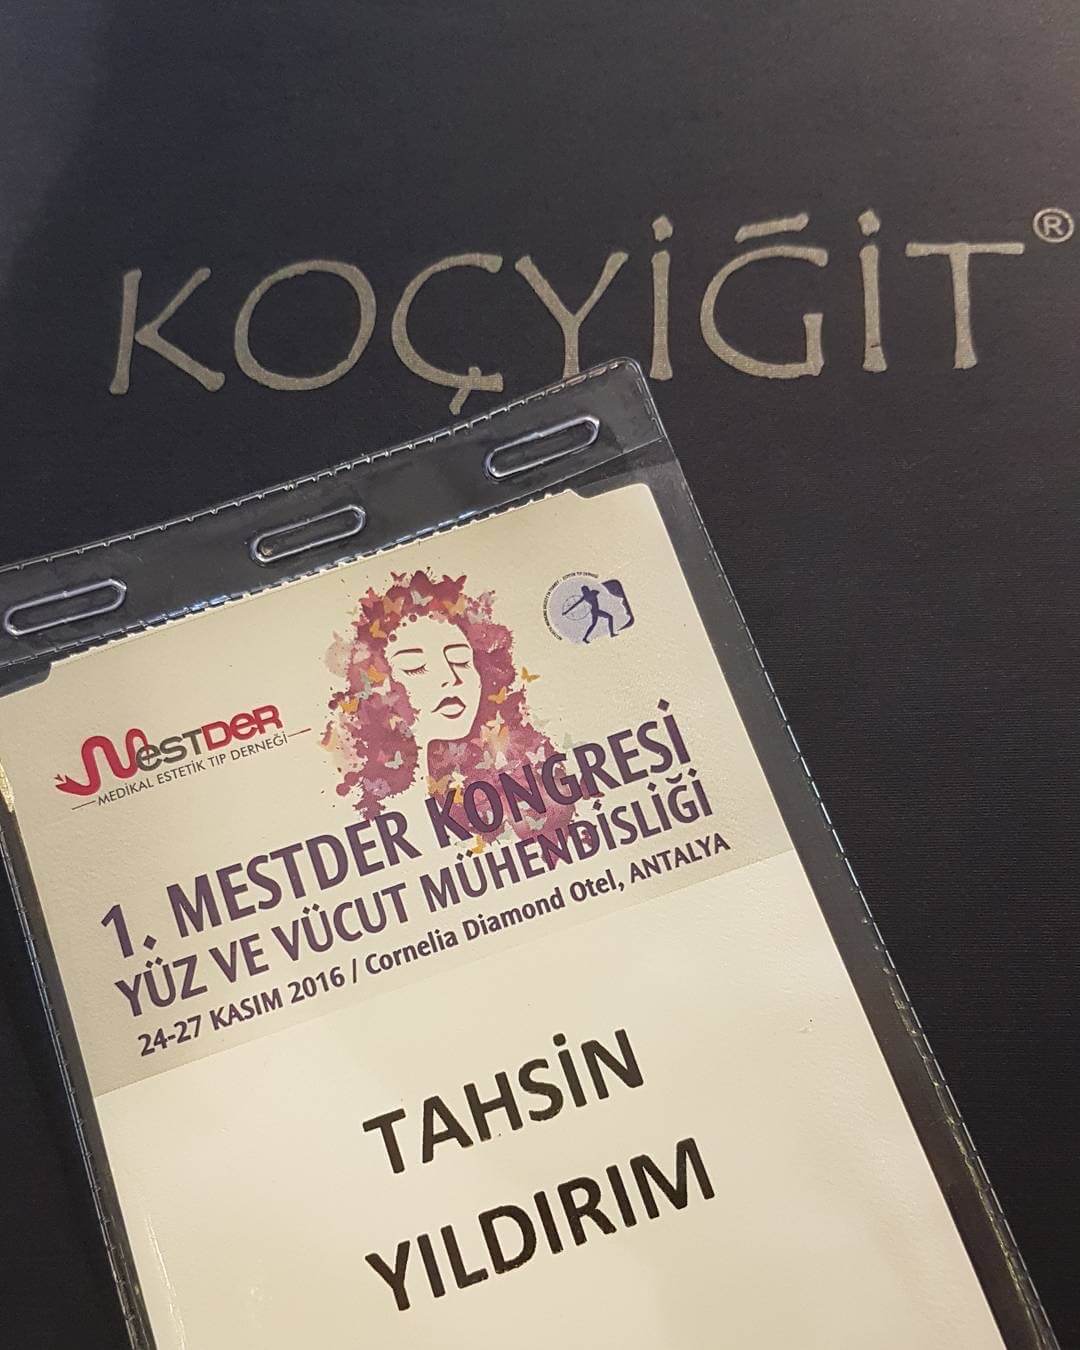 KOÇYİĞİT®
MESTDER
MEDİKAL ESTETİK TIP DERNEĞİ
1. MESTDER KONGRESİ
YÜZ VE VÜCUT MÜHENDİSLİĞİ
24-27 KASIM 2016 / Cornelia Diamond Otel, ANTALYA
TAHSİN
YILDIRIM